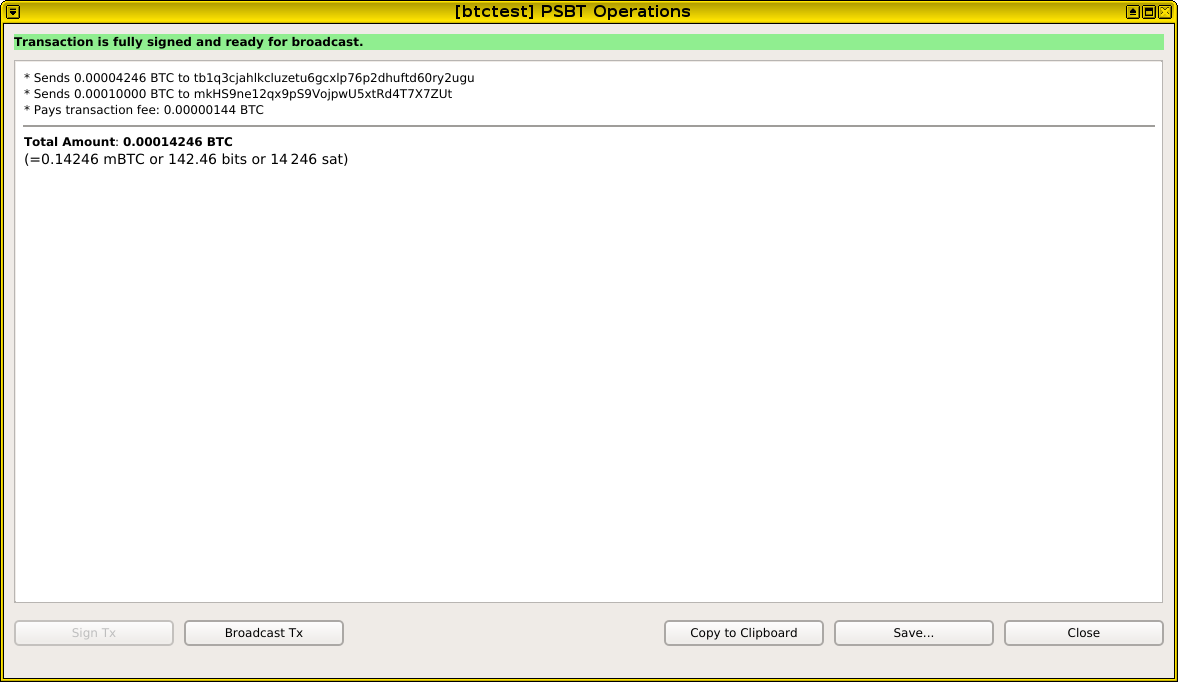 [btctest] PSBT Operations
Transaction is fully signed and ready for broadcast.
* Sends 0.00004246 BTC to tb1q3cjahlkcluzetu6gcxlp76p2dhuftd60ry2ugu
* Sends 0.00010000 BTC to mkHS9ne12qx9pS9VojpwU5xtRd4T7X7ZUt
* Pays transaction fee: 0.00000144 BTC
Total Amount: 0.00014246 BTC
(=0.14246 mBTC or 142.46 bits or 14 246 sat)
Sign Tx
Broadcast Tx
Copy to Clipboard
Save...
Close